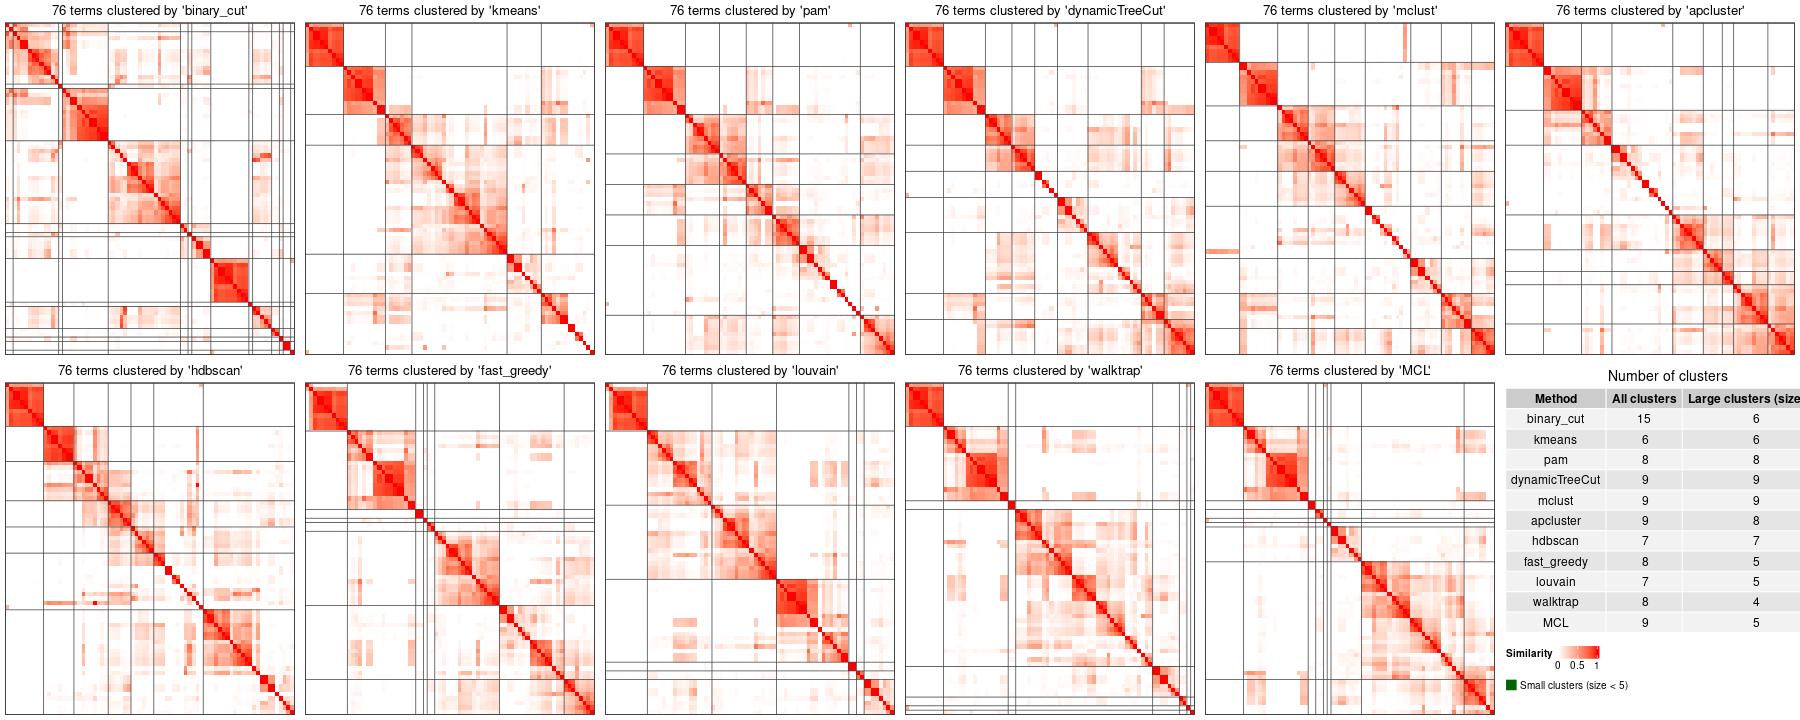 76 terms clustered by 'binary_cut'
76 terms clustered by 'kmeans'
76 terms clustered by 'pam'
76 terms clustered by 'dynamicTreeCut'
76 terms clustered by 'mclust'
76 terms clustered by 'apcluster'
76 terms clustered by 'hdbscan'
76 terms clustered by 'fast_greedy'
76 terms clustered by 'louvain'
76 terms clustered by 'walktrap'
76 terms clustered by 'MCL'
Number of clusters
Method All clusters Large clusters (size
binary_cut 15 6
kmeans 6 6
pam 8 8
dynamicTreeCut 9 9
mclust 9 9
apcluster 9 8
hdbscan 7 7
fast_greedy 8 5
louvain 7 5
walktrap 8 4
MCL 9 5
Similarity
0 0.5 1
Small clusters (size < 5)